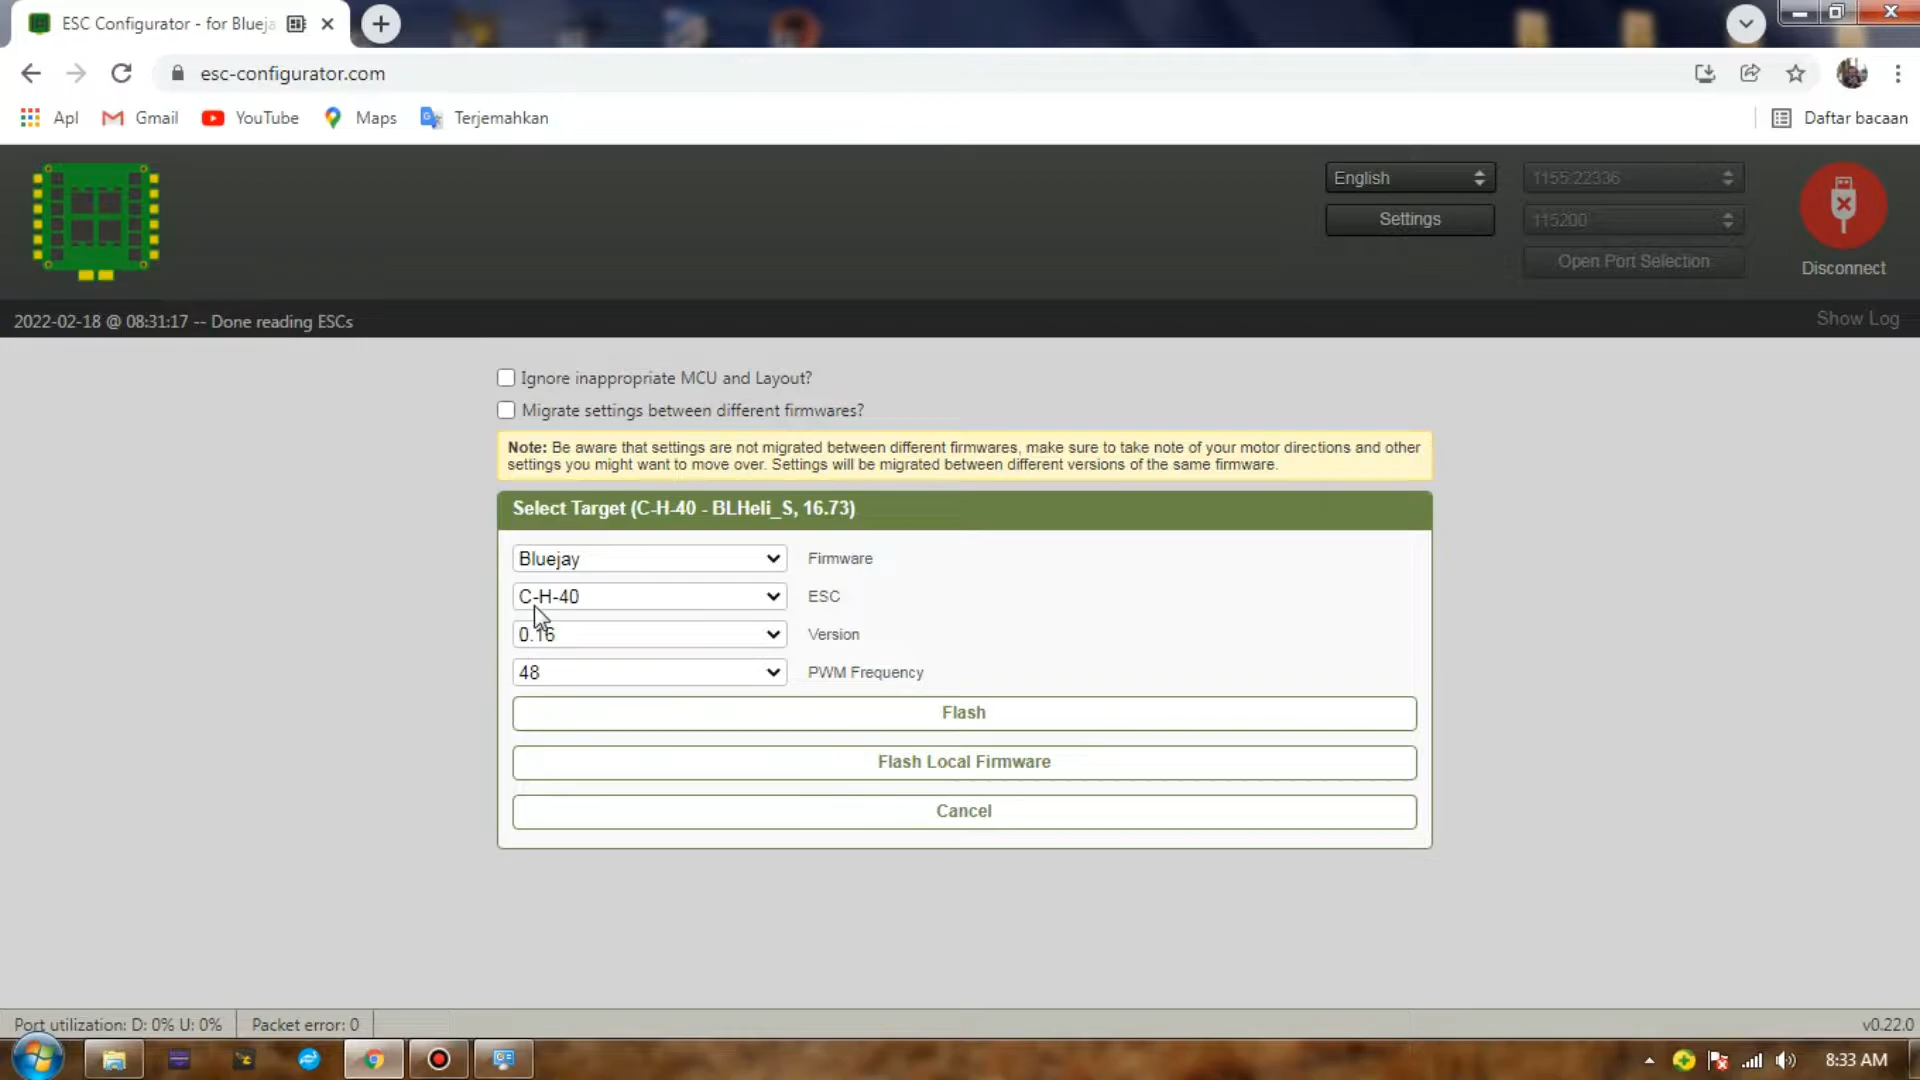 ESC Configurator - for Blueja
esc-configurator.com
Apl
Gmail
YouTube
Maps
Terjemahkan
Daftar bacaan
English
Settings
1155:22336
115200
Open Port Selection
Disconnect
2022-02-18 @ 08:31:17 -- Done reading ESCs
Show Log
Ignore inappropriate MCU and Layout?
Migrate settings between different firmwares?
Note: Be aware that settings are not migrated between different firmwares, make sure to take note of your motor directions and other
settings you might want to move over. Settings will be migrated between different versions of the same firmware.
Select Target (C-H-40 - BLHeli_S, 16.73)
Bluejay
Firmware
C-H-40
ESC
0.16
Version
48
PWM Frequency
Flash
Flash Local Firmware
Cancel
Port utilization: D: 0% U: 0%
Packet error: 0
v0.22.0
8:33 AM